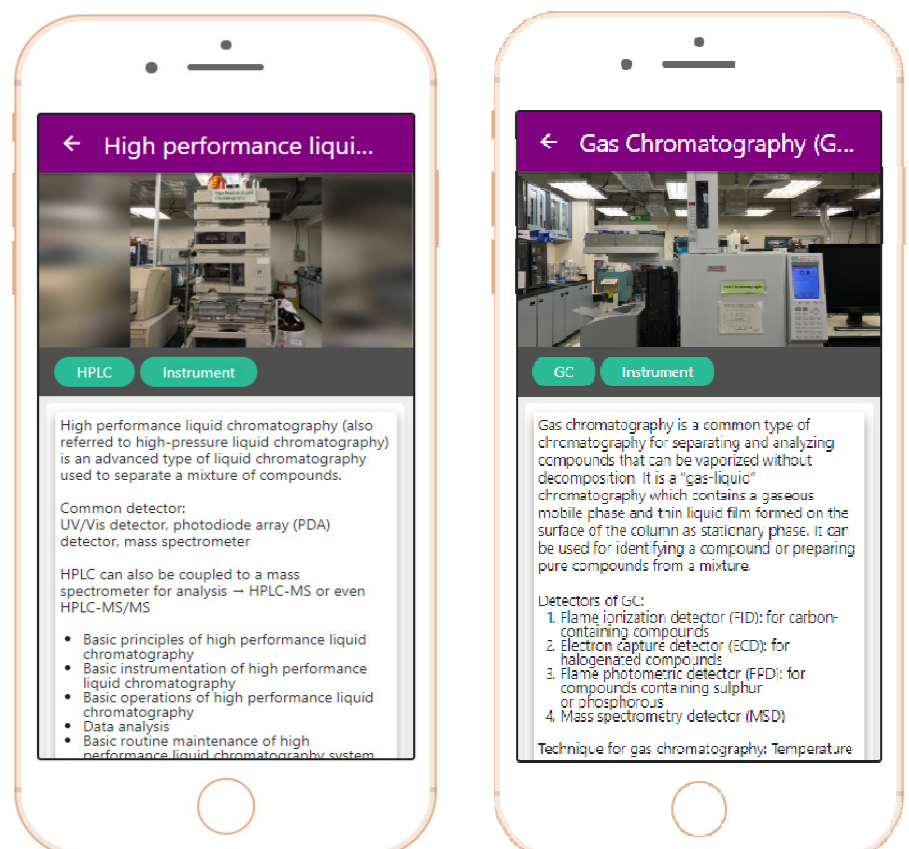 ← High performance liqui...
HPLC
Instrument
High performance liquid chromatography (also
referred to high-pressure liquid chromatography)
is an advanced type of liquid chromatography
used to separate a mixture of compounds.
Common detector:
UV/Vis detector, photodiode array (PDA)
detector, mass spectrometer
HPLC can also be coupled to a mass
spectrometer for analysis → HPLC-MS or even
HPLC-MS/MS
• Basic principles of high performance liquid
chromatography
• Basic instrumentation of high performance
liquid chromatography
• Basic operations of high performance liquid
chromatography
• Data analysis
• Basic routine maintenance of high
performance liquid chromatography system
← Gas Chromatography (G...
Gas Chromatography
GC
Instrument
Gas chromatography is a common type of
chromatography for separating and analyzing
compounds that can be vaporized without
decomposition. It is a "gas-liquid"
chromatography which contains a gaseous
mobile phase and thin liquid film formed on the
surface of the column as stationary phase. It can
be used for identifying a compound or preparing
pure compounds from a mixture.
Detectors of GC:
1. Flame ionization detector (FID): for carbon-
containing compounds
2. Electron capture detector (ECD): for
halogenated compounds
3. Flame photometric detector (FPD): for
compounds containing sulphur
or phosphorous
4. Mass spectrometry detector (MSD)
Technique for gas chromatography: Temperature